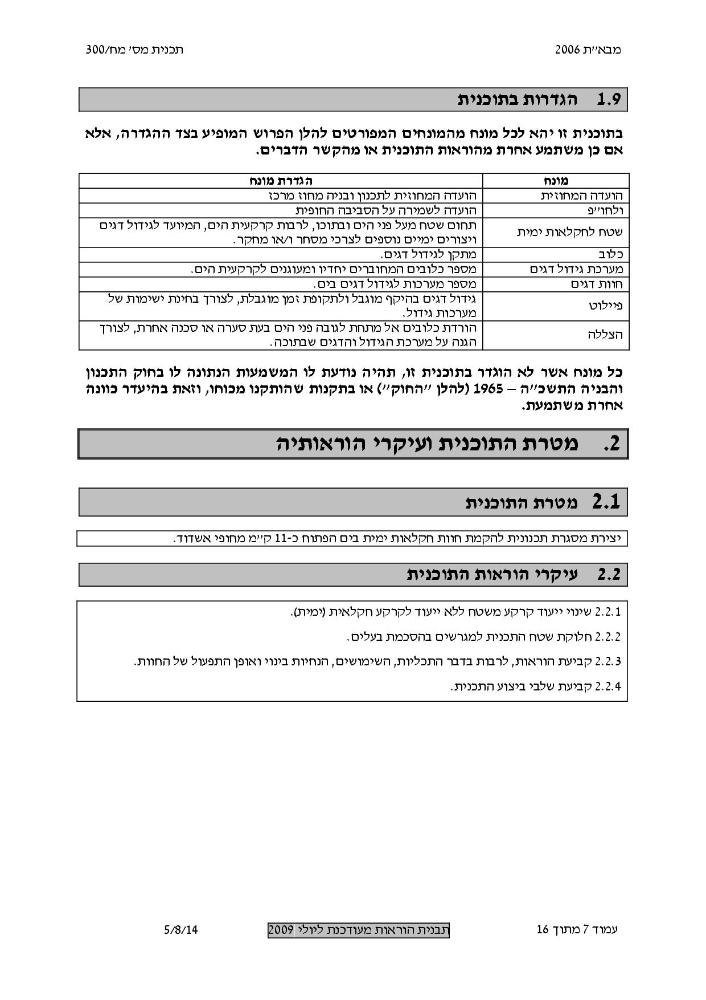 מבא״ת 2006 תכנית מס׳ מח/300
1.9 הגדרות בתוכנית
בתוכנית זו יהא לכל מונח מהמונחים המפורטים להלן הפרוש המופיע בצד ההגדרה, אלא
אם כן משתמע אחרת מהוראות התוכנית או מהקשר הדברים.
מונח הגדרת מונח
הועדה המחוזית הועדה המחוזית לתכנון ובניה מחוז מרכז
ולחו״פ הועדה לשמירה על הסביבה החופית
שטח לחקלאות ימית תחום שטח מעל פני הים ובתוכו, לרבות קרקעית הים, המיועד לגידול דגים
ויצורים ימיים נוספים לצרכי מסחר ו/או מחקר.
כלוב מתקן לגידול דגים.
מערכת גידול דגים מספר כלובים המחוברים יחדיו ומעוגנים לקרקעית הים.
חוות דגים מספר מערכות לגידול דגים בים.
פיילוט גידול דגים בהיקף מוגבל ולתקופת זמן מוגבלת, לצורך בחינת ישימות של
מערכות גידול.
הצללה הורדת כלובים אל מתחת לגובה פני הים בעת סערה או סכנה אחרת, לצורך
הגנה על מערכת הגידול והדגים שבתוכה.
כל מונח אשר לא הוגדר בתוכנית זו, תהיה נודעת לו המשמעות הנתונה לו בחוק התכנון
והבניה התשכ״ה – 1965 (להלן ״החוק״) או בתקנות שהותקנו מכוחו, וזאת בהיעדר כוונה
אחרת משתמעת.
2. מטרת התוכנית ועיקרי הוראותיה
2.1 מטרת התוכנית
יצירת מסגרת תכנונית להקמת חוות חקלאות ימית בים הפתוח כ-11 ק״מ מחופי אשדוד.
2.2 עיקרי הוראות התוכנית
2.2.1 שינוי ייעוד קרקע משטח ללא ייעוד לקרקע חקלאית (ימית).
2.2.2 חלוקת שטח התכנית למגרשים בהסכמת בעלים.
2.2.3 קביעת הוראות, לרבות בדבר התכליות, השימושים, הנחיות בינוי ואופן התפעול של החוות.
2.2.4 קביעת שלבי ביצוע התכנית.
עמוד 7 מתוך 16 תבנית הוראות מעודכנת ליולי 2009 5/8/14